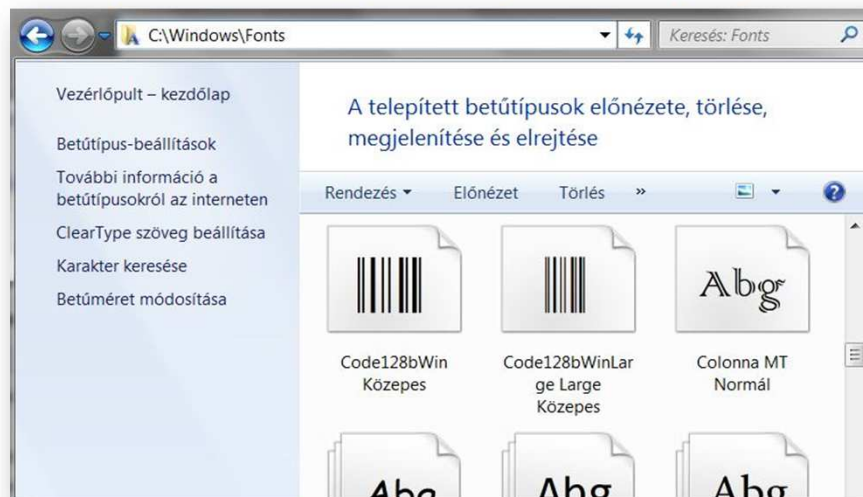 C:\Windows\Fonts
Keresés: Fonts
Vezérlőpult – kezdőlap
Betűtípus-beállítások
További információ a
betűtípusokról az interneten
ClearType szöveg beállítása
Karakter keresése
Betűméret módosítása
A telepített betűtípusok előnézete, törlése,
megjelenítése és elrejtése
Rendezés Előnézet Törlés »
Abg
Code128bWin
Közepes
Code128bWinLar
ge Large
Közepes
Colonna MT
Normál
Abg Abg Abg